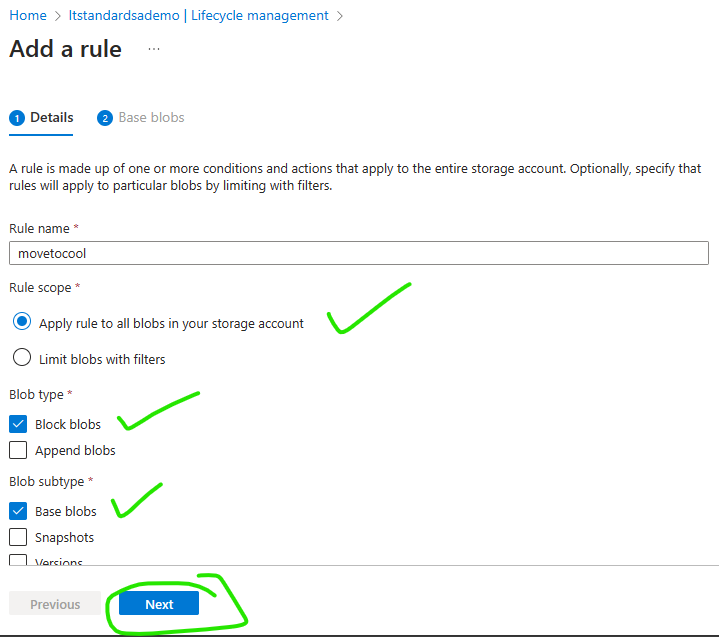 Home > ltstandardsademo | Lifecycle management >
Add a rule ...
1 Details 2 Base blobs
A rule is made up of one or more conditions and actions that apply to the entire storage account. Optionally, specify that
rules will apply to particular blobs by limiting with filters.
Rule name *
movetocool
Rule scope *
Apply rule to all blobs in your storage account
Limit blobs with filters
Blob type *
Block blobs
Append blobs
Blob subtype *
Base blobs
Snapshots
Versions
Previous Next